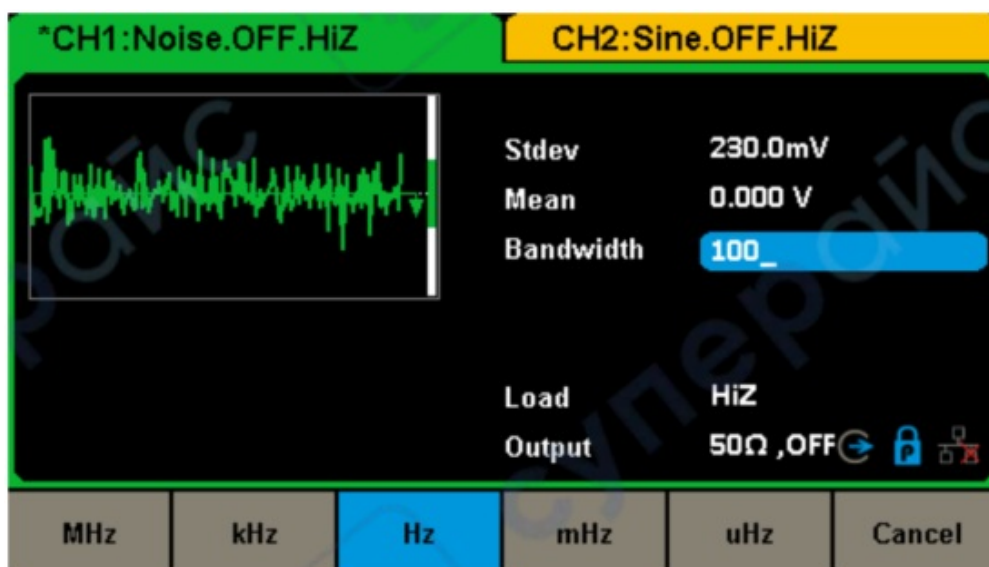 *CH1:Noise.OFF.HiZ CH2:Sine.OFF.HiZ
Stdev 230.0mV
Mean 0.000 V
Bandwidth 100_
Load HiZ
Output 50Ω ,OFF
P
MHz kHz Hz mHz uHz Cancel
суперайс